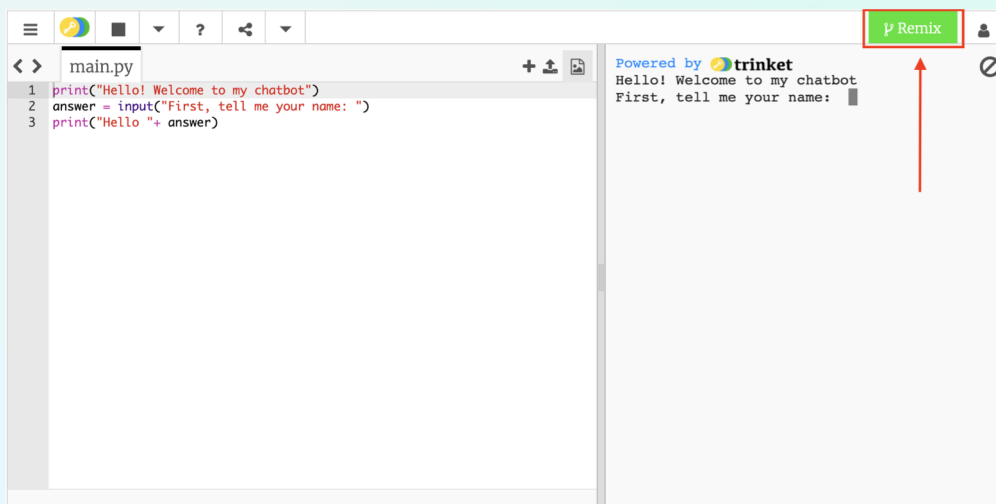 ?
Remix
main.py
1 print("Hello! Welcome to my chatbot")
2 answer = input("First, tell me your name: ")
3 print("Hello "+ answer)
Powered by trinket
Hello! Welcome to my chatbot
First, tell me your name: